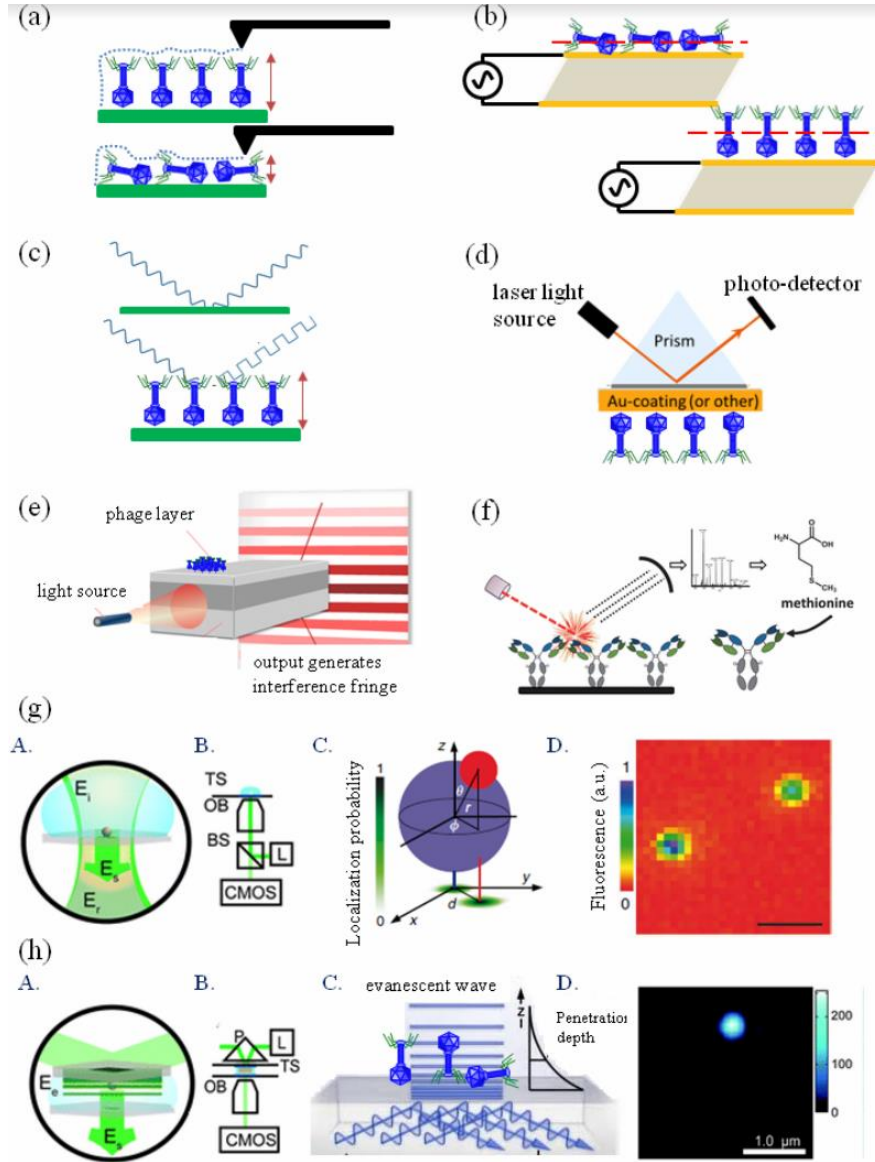 (a)
(b)
(c)
(d)
laser light
source
photo-detector
Prism
Au-coating (or other)
(e)
phage layer
light source
output generates
interference fringe
(f)
H₂N
O
OH
S
CH₃
methionine
(g)
A.
B.
C.
D.
Eᵢ
Eₛ
Eᵣ
TS
OB
BS
L
CMOS
Localization probability
1
0
z
θ
r
ϕ
d
x
y
Fluorescence (a.u.)
1
0
(h)
A.
B.
C.
D.
Eₑ
Eₛ
P
L
TS
OB
CMOS
evanescent wave
z
Penetration
depth
200
100
0
1.0 µm